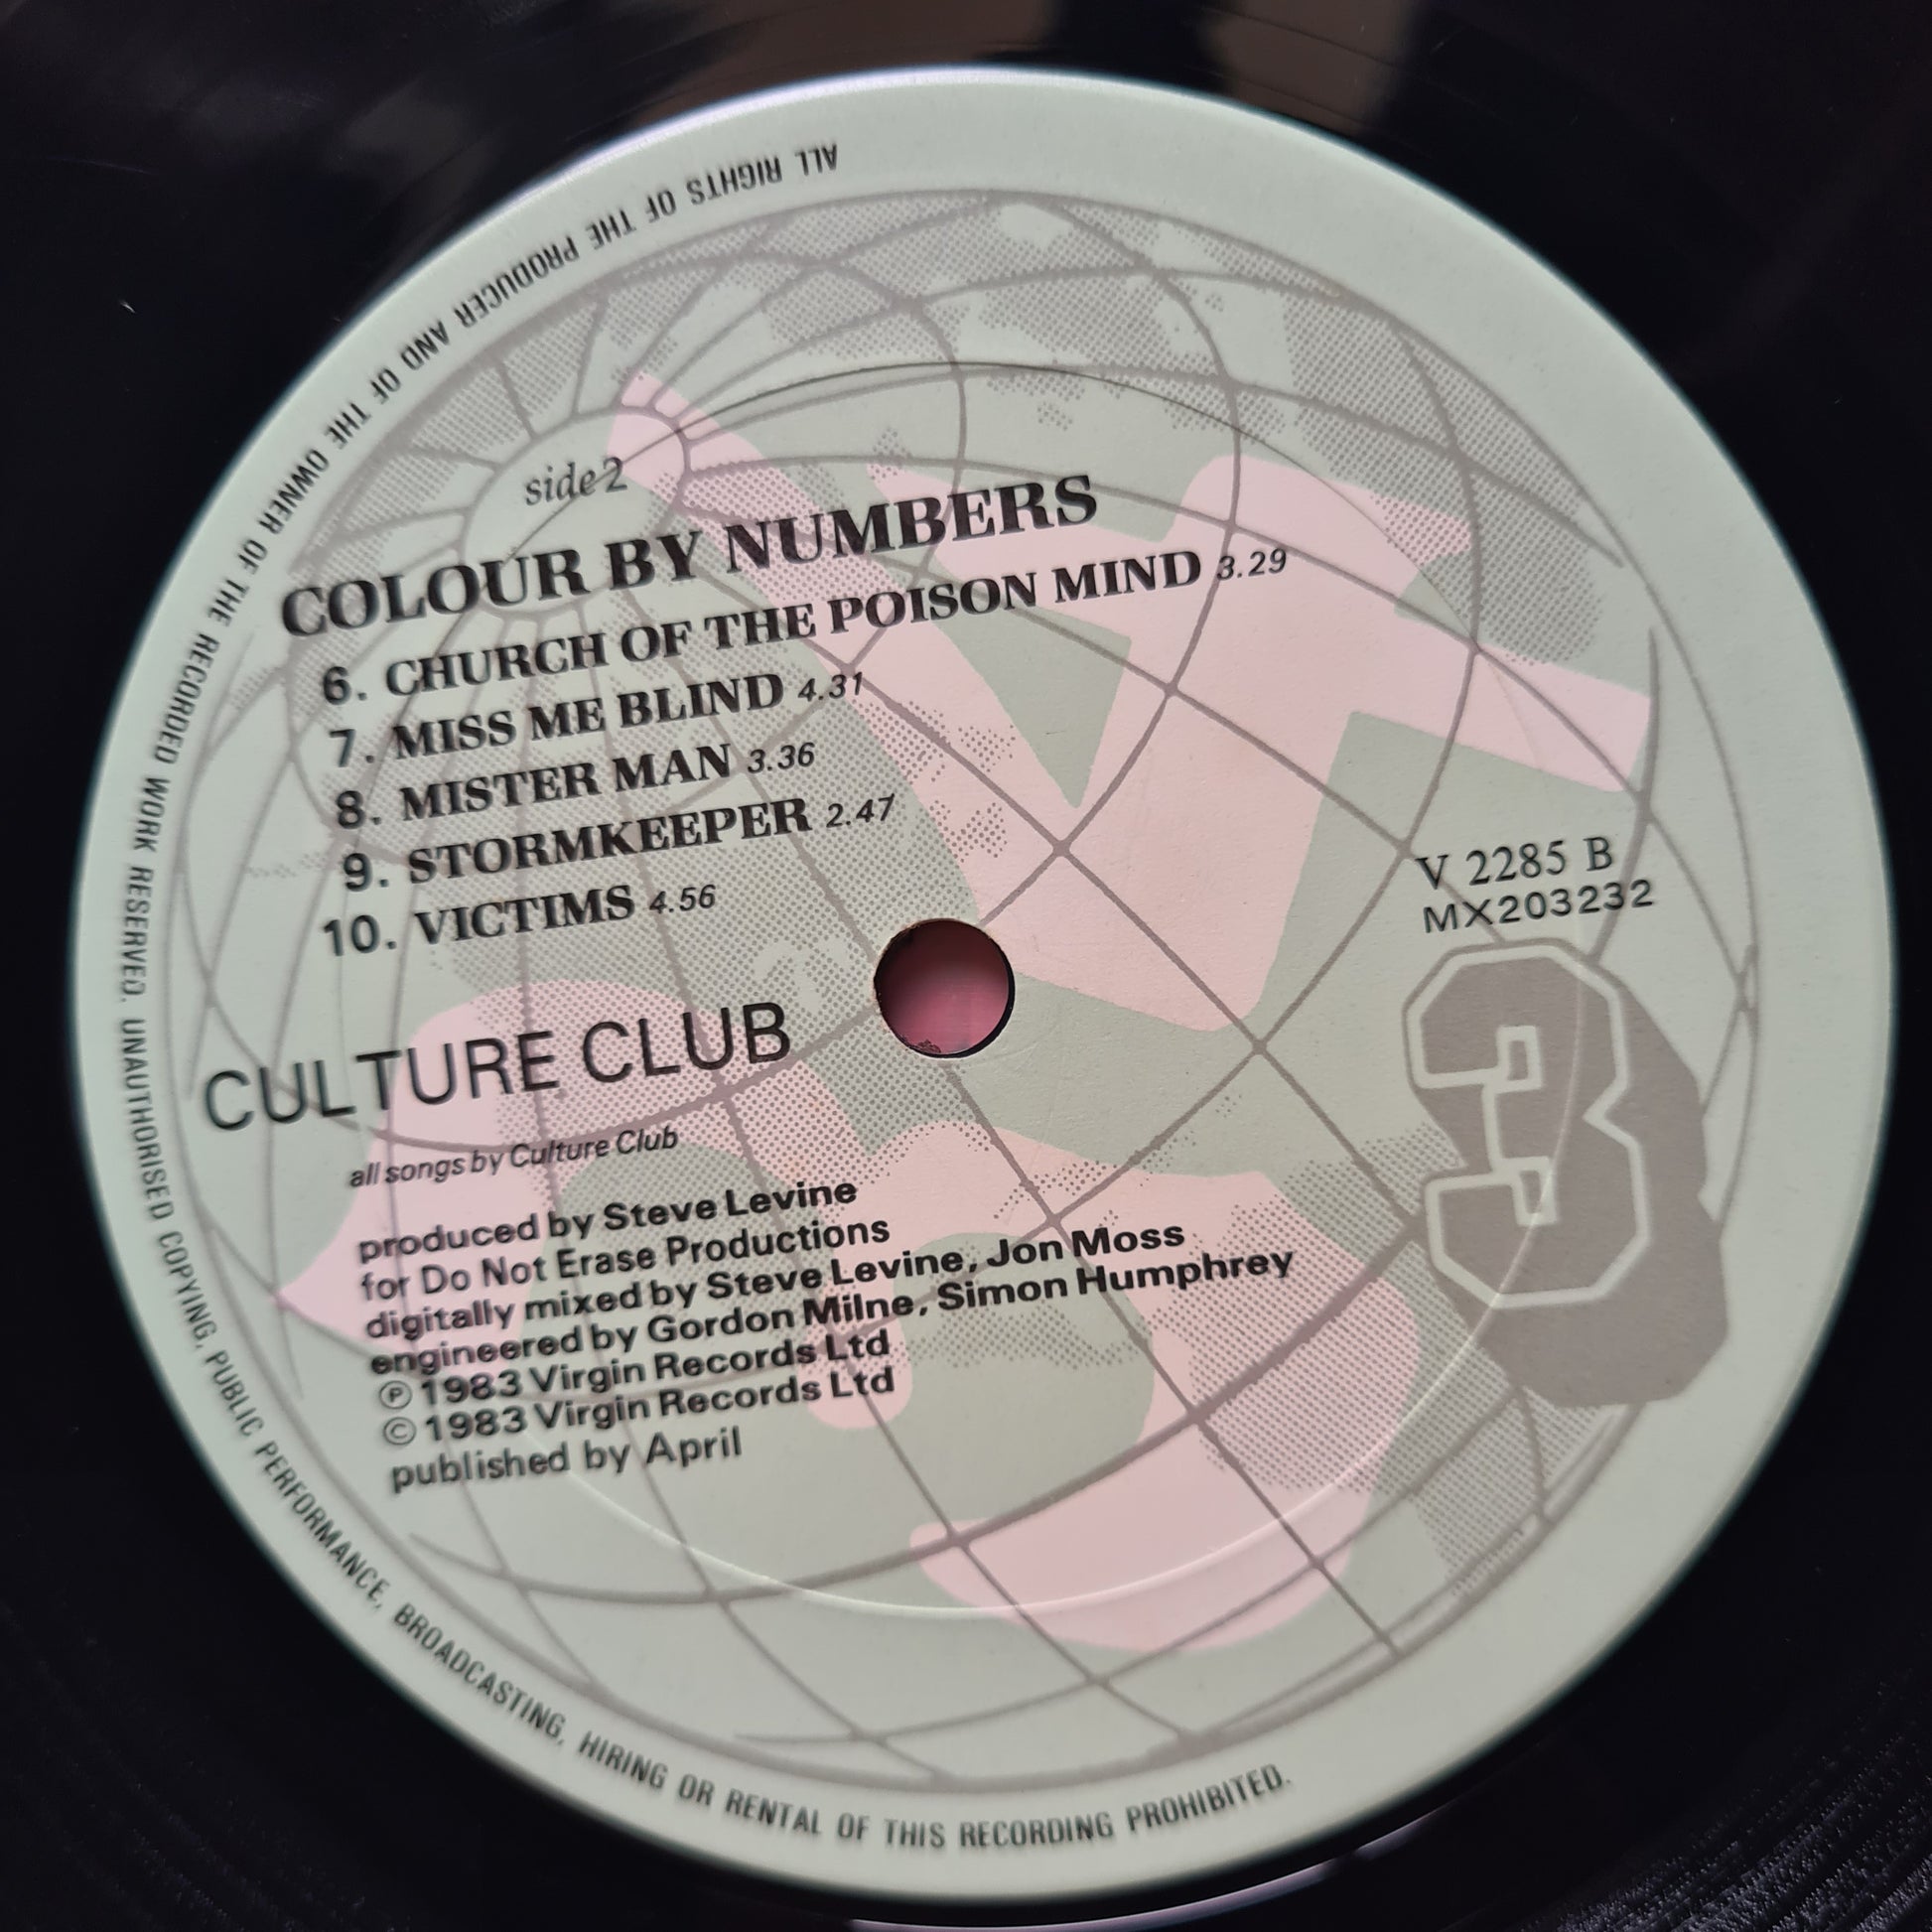 ALL RIGHTS OF THE PRODUCER AND OF THE OWNER OF THE RECORDED WORK RESERVED. UNAUTHORISED COPYING, PUBLIC PERFORMANCE, BROADCASTING, HIRING OR RENTAL OF THIS RECORDING PROHIBITED.
side 2
COLOUR BY NUMBERS
6. CHURCH OF THE POISON MIND 3.29
7. MISS ME BLIND 4.31
8. MISTER MAN 3.36
9. STORMKEEPER 2.47
10. VICTIMS 4.56
V 2285 B
MX203232
3
CULTURE CLUB
all songs by Culture Club
produced by Steve Levine
for Do Not Erase Productions
digitally mixed by Steve Levine, Jon Moss
engineered by Gordon Milne, Simon Humphrey
℗ 1983 Virgin Records Ltd
© 1983 Virgin Records Ltd
published by April